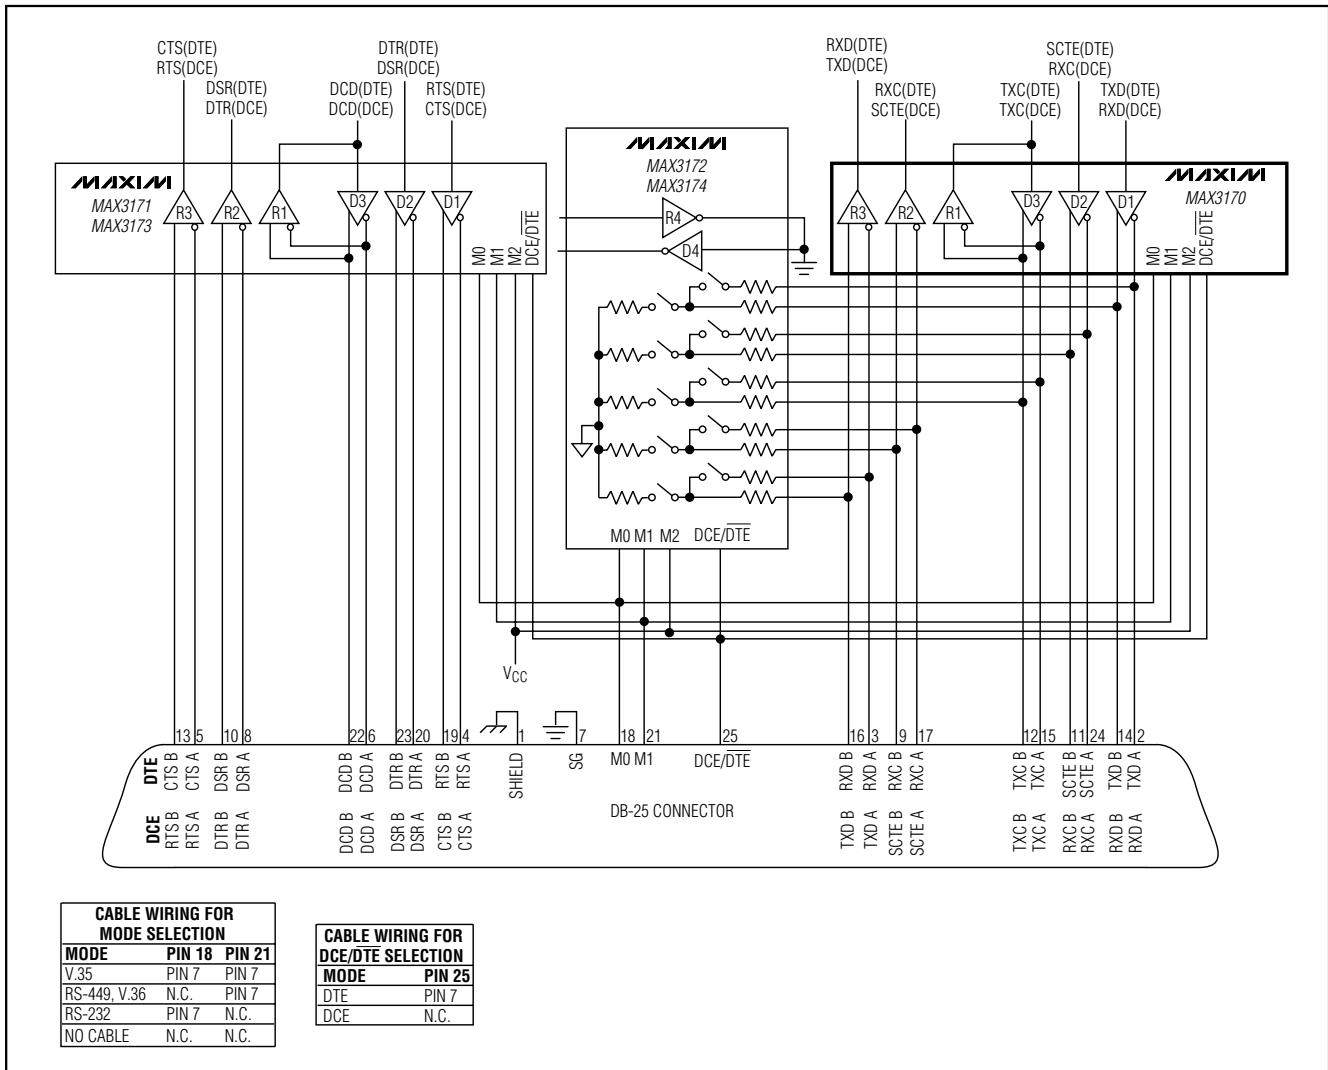 CTS(DTE)
RTS(DCE)
DSR(DTE)
DTR(DCE)
DCD(DTE)
DCD(DCE)
DTR(DTE)
DSR(DCE)
RTS(DTE)
CTS(DCE)
RXD(DTE)
TXD(DCE)
RXC(DTE)
SCTE(DCE)
TXC(DTE)
TXC(DCE)
SCTE(DTE)
RXC(DCE)
TXD(DTE)
RXD(DCE)
MAXIM
MAX3171
MAX3173
R3
R2
R1
D3
D2
D1
M0
M1
M2
DCE/DTE
MAXIM
MAX3172
MAX3174
R4
D4
M0 M1 M2 DCE/DTE
MAXIM
MAX3170
R3
R2
R1
D3
D2
D1
M0
M1
M2
DCE/DTE
VCC
13 5 10 8 22 6 23 20 19 4 1 7 18 21 25 16 3 9 17 12 15 11 24 14 2
DTE
CTS B
CTS A
DSR B
DSR A
DCD B
DCD A
DTR B
DTR A
RTS B
RTS A
SHIELD
SG
M0 M1
DCE/DTE
RXD B
RXD A
RXC B
RXC A
TXC B
TXC A
SCTE B
SCTE A
TXD B
TXD A
DCE
RTS B
RTS A
DTR B
DTR A
DCD B
DCD A
DSR B
DSR A
CTS B
CTS A
DB-25 CONNECTOR
TXD B
TXD A
SCTE B
SCTE A
TXC B
TXC A
RXC B
RXC A
RXD B
RXD A
CABLE WIRING FOR
MODE SELECTION
MODE PIN 18 PIN 21
V.35 PIN 7 PIN 7
RS-449, V.36 N.C. PIN 7
RS-232 PIN 7 N.C.
NO CABLE N.C. N.C.
CABLE WIRING FOR
DCE/DTE SELECTION
MODE PIN 25
DTE PIN 7
DCE N.C.